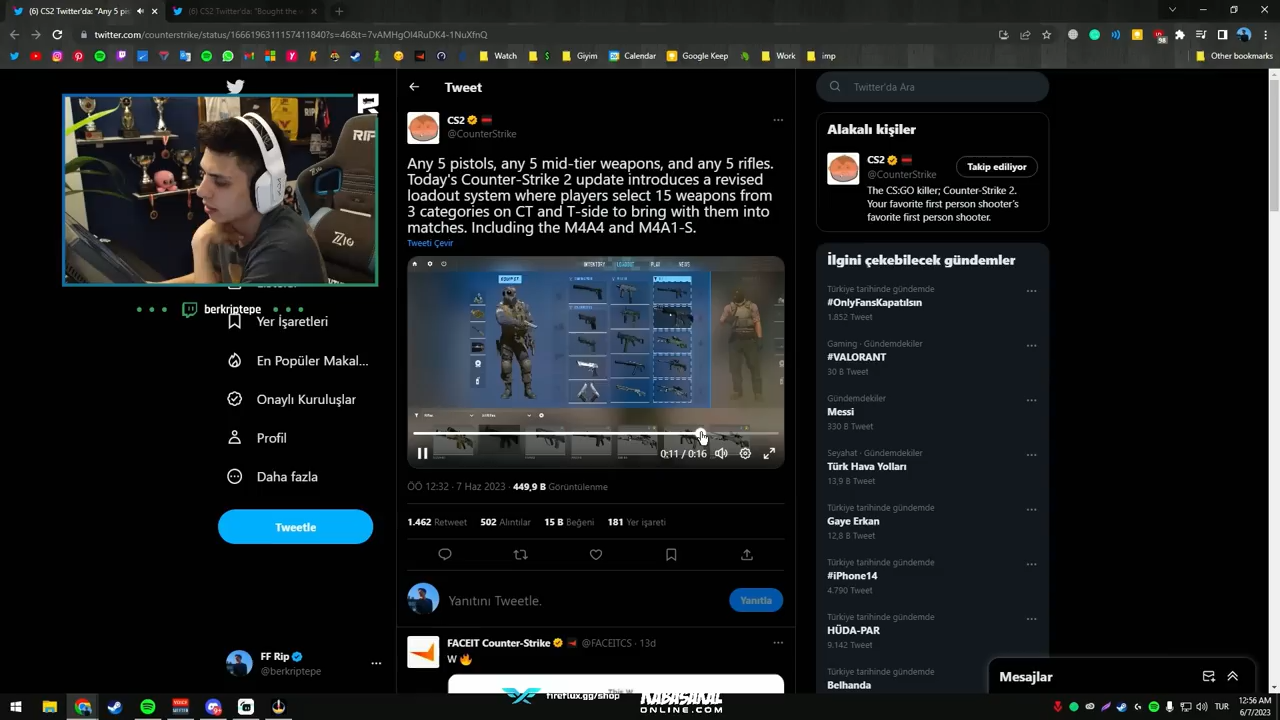 (6) CS2 Twitter'da: "Any 5 pis
(6) CS2 Twitter'da: "Bought the
twitter.com/counterstrike/status/1666196311157411840?s=46&t=7vAMHgOi4RuDK4-1NuXfnQ
Watch
$
Giyim
Calendar
Google Keep
Work
imp
Other bookmarks
Tweet
CS2
@CounterStrike
Any 5 pistols, any 5 mid-tier weapons, and any 5 rifles.
Today's Counter-Strike 2 update introduces a revised
loadout system where players select 15 weapons from
3 categories on CT and T-side to bring with them into
matches. Including the M4A4 and M4A1-S.
Tweeti Çevir
INVENTORY LOADOUT PLAY NEWS
0:11 / 0:16
ÖÖ 12:32 · 7 Haz 2023 · 449,9 B Görüntülenme
1.462 Retweet 502 Alıntılar 15 B Beğeni 181 Yer işareti
Yanıtını Tweetle.
Yanıtla
FACEIT Counter-Strike @FACEITCS · 13d
W
berkriptepe
Yer İşaretleri
En Popüler Makal...
Onaylı Kuruluşlar
Profil
Daha fazla
Tweetle
FF Rip
@berkriptepe
Twitter'da Ara
Alakalı kişiler
CS2
@CounterStrike
Takip ediliyor
The CS:GO killer; Counter-Strike 2.
Your favorite first person shooter's
favorite first person shooter.
İlgini çekebilecek gündemler
Türkiye tarihinde gündemde
#OnlyFansKapatılsın
1.852 Tweet
Gaming · Gündemdekiler
#VALORANT
30 B Tweet
Gündemdekiler
Messi
330 B Tweet
Seyahat · Gündemdekiler
Türk Hava Yolları
13,9 B Tweet
Türkiye tarihinde gündemde
Gaye Erkan
12,8 B Tweet
Türkiye tarihinde gündemde
#iPhone14
4.790 Tweet
Türkiye tarihinde gündemde
HÜDA-PAR
9.142 Tweet
Türkiye tarihinde gündemde
Belhanda
Mesajlar
fireflux.gg/shop
KABASAKAL
ONLINE.COM
TUR
12:56 AM
6/7/2023